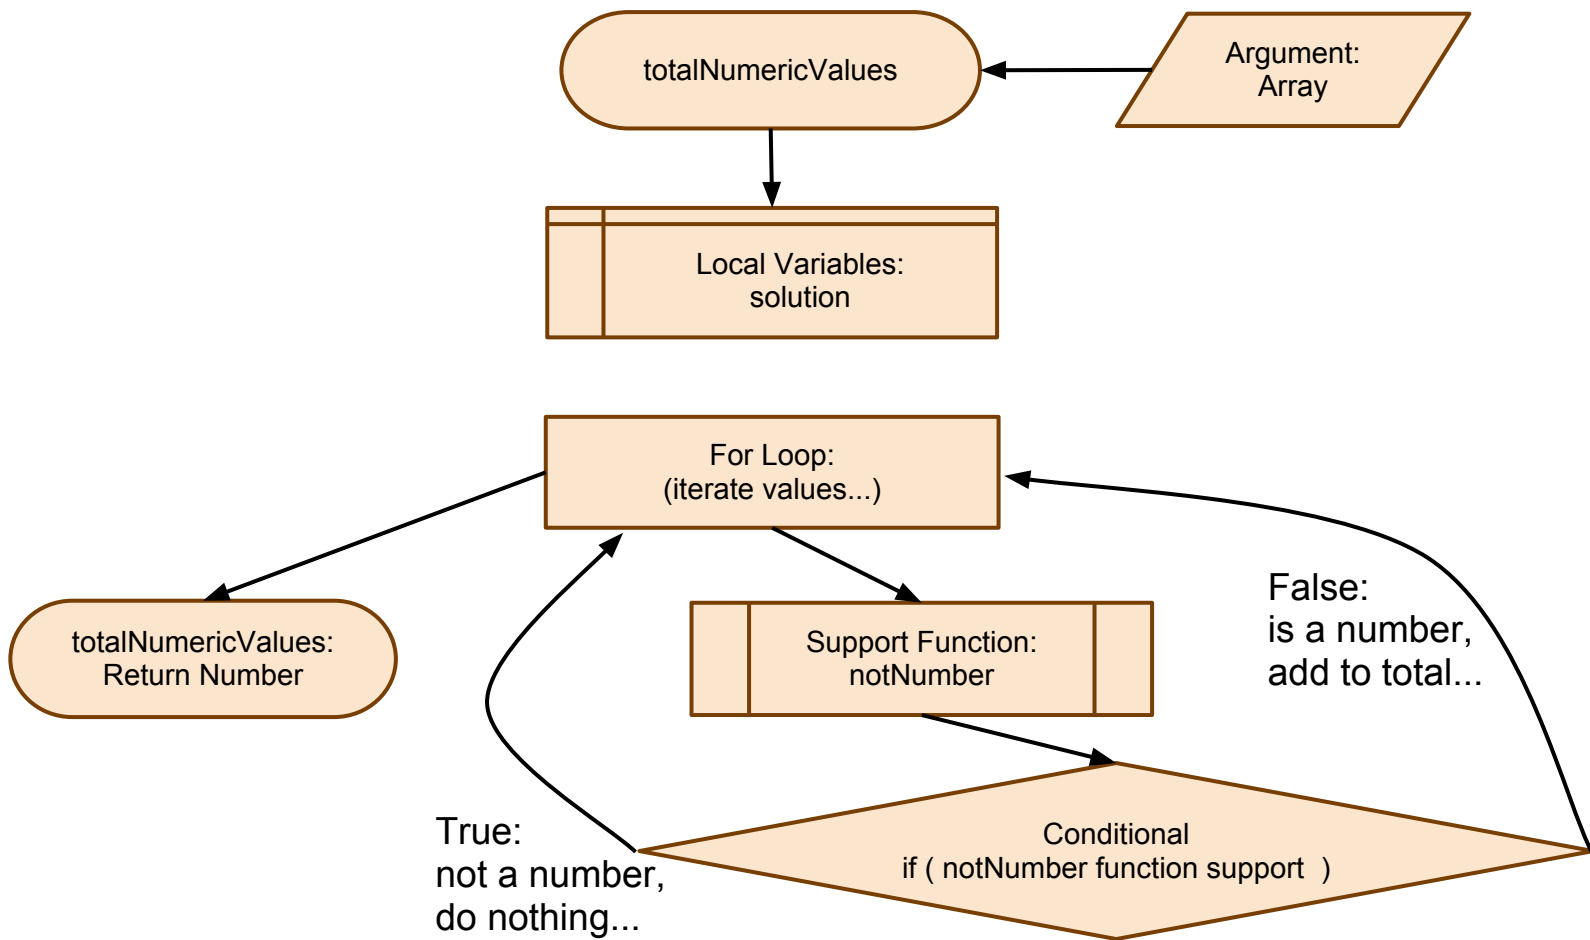 totalNumericValues
Argument:
Array
Local Variables:
solution
For Loop:
(iterate values...)
totalNumericValues:
Return Number
Support Function:
notNumber
False:
is a number,
add to total...
True:
not a number,
do nothing...
Conditional
if ( notNumber function support  )